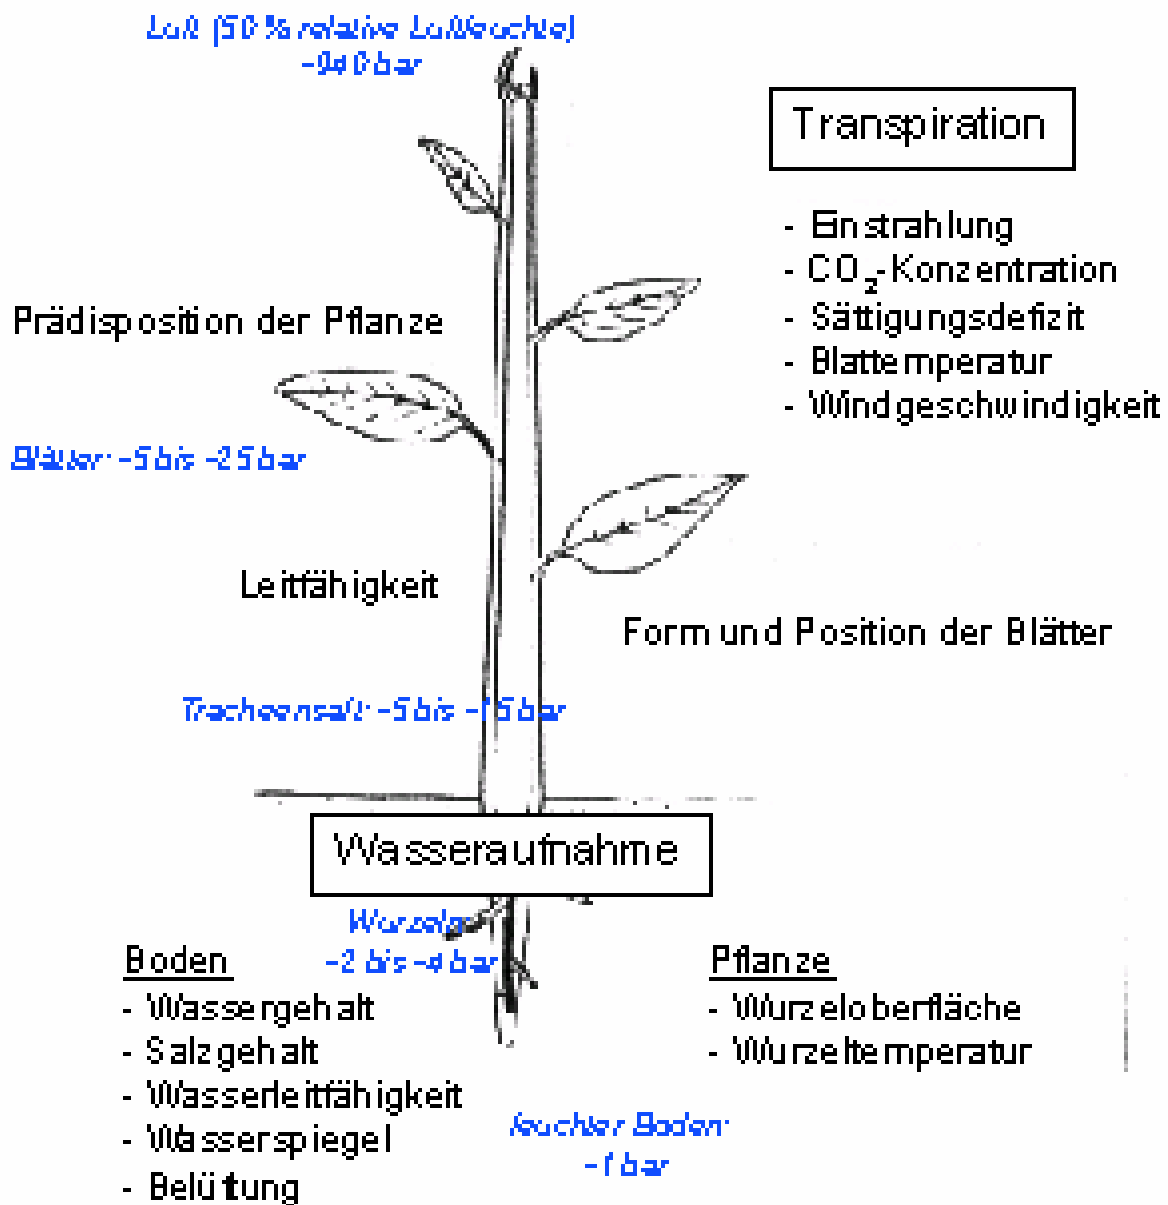 Luft (50 % relative Luftfeuchte)
-940 bar
Transpiration
- Einstrahlung
- CO₂-Konzentration
- Sättigungsdefizit
- Blattemperatur
- Windgeschwindigkeit
Prädisposition der Pflanze
Blätter: -5 bis -25 bar
Leitfähigkeit
Form und Position der Blätter
Tracheensaft: -5 bis -15 bar
Wasseraufnahme
Wurzeln:
-2 bis -4 bar
Boden
- Wassergehalt
- Salzgehalt
- Wasserleitfähigkeit
- Wasserspiegel
- Belüftung
Pflanze
- Wurzeloberfläche
- Wurzeltemperatur
feuchter Boden:
-1 bar